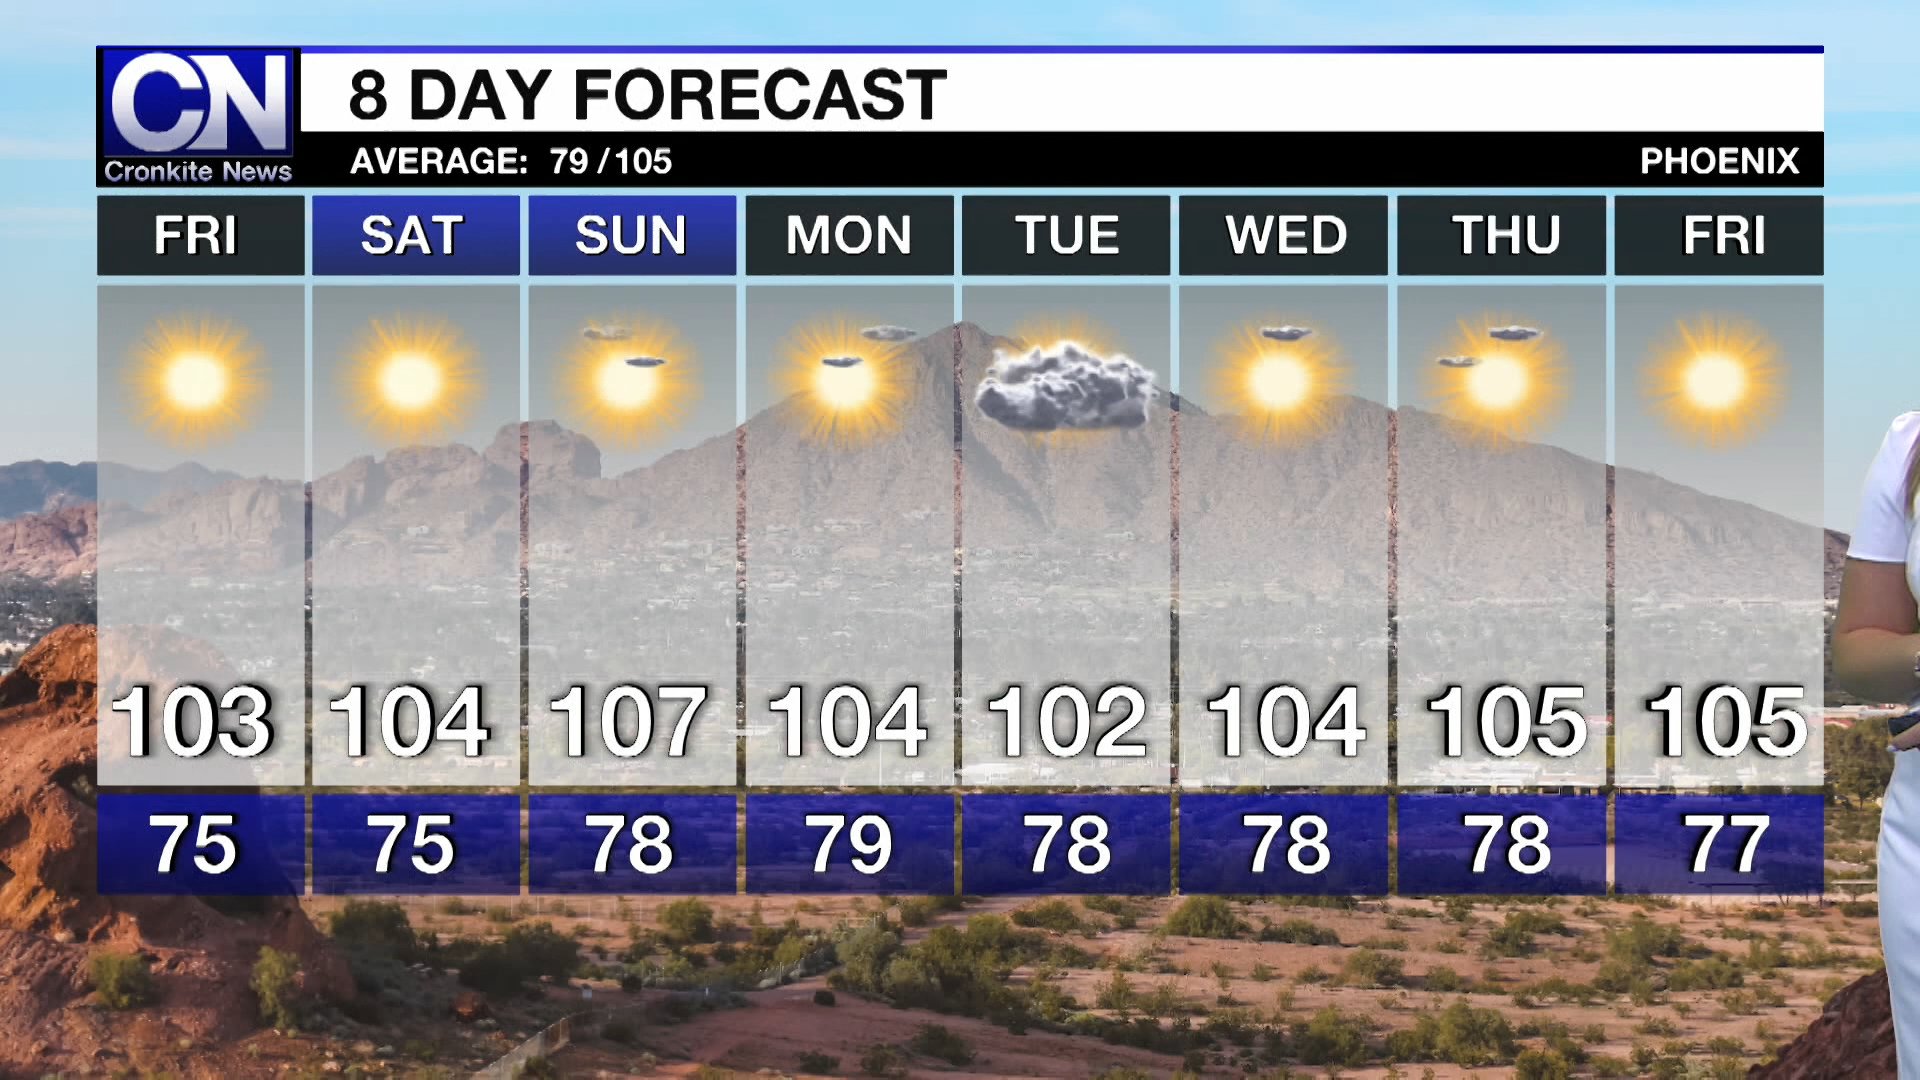 CN
Cronkite News
8 DAY FORECAST
AVERAGE: 79 / 105
PHOENIX
FRI SAT SUN MON TUE WED THU FRI
103 104 107 104 102 104 105 105
75 75 78 79 78 78 78 77